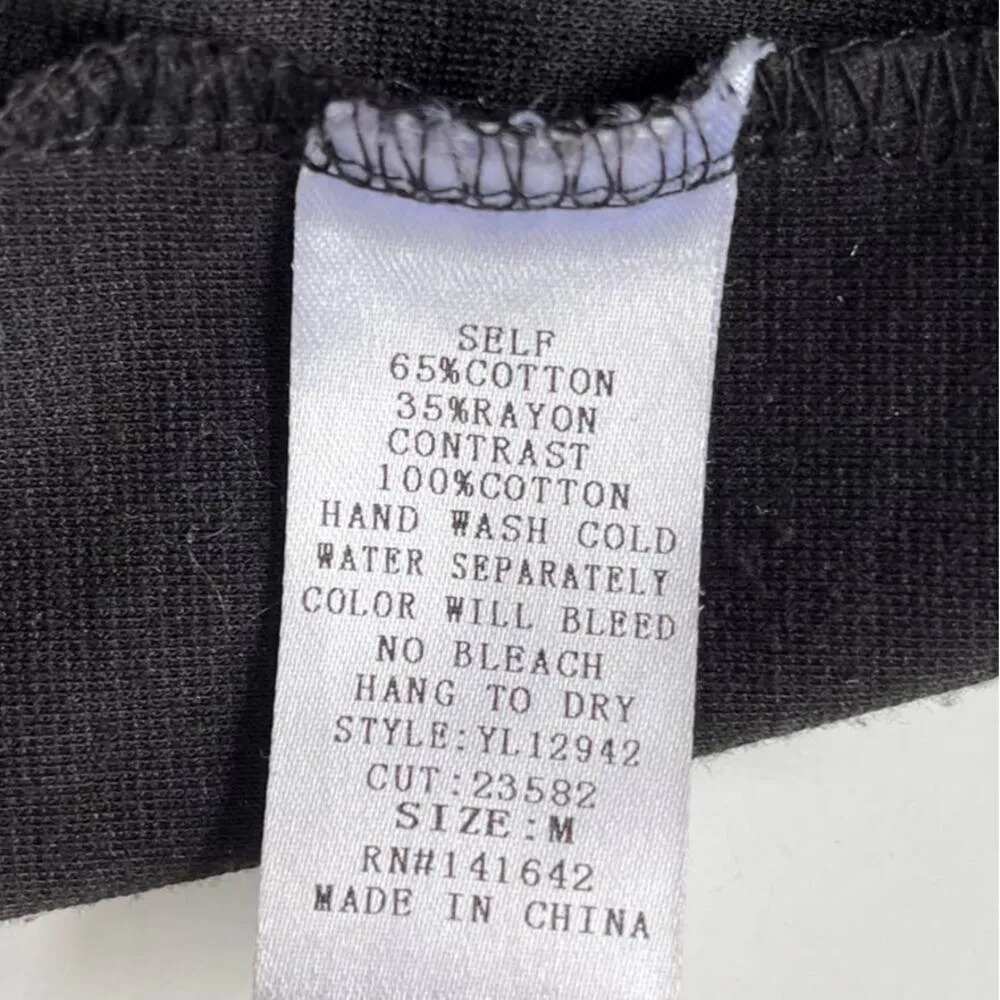 SELF
65%COTTON
35%RAYON
CONTRAST
100%COTTON
HAND WASH COLD
WATER SEPARATELY
COLOR WILL BLEED
NO BLEACH
HANG TO DRY
STYLE:YL12942
CUT:23582
SIZE:M
RN#141642
MADE IN CHINA